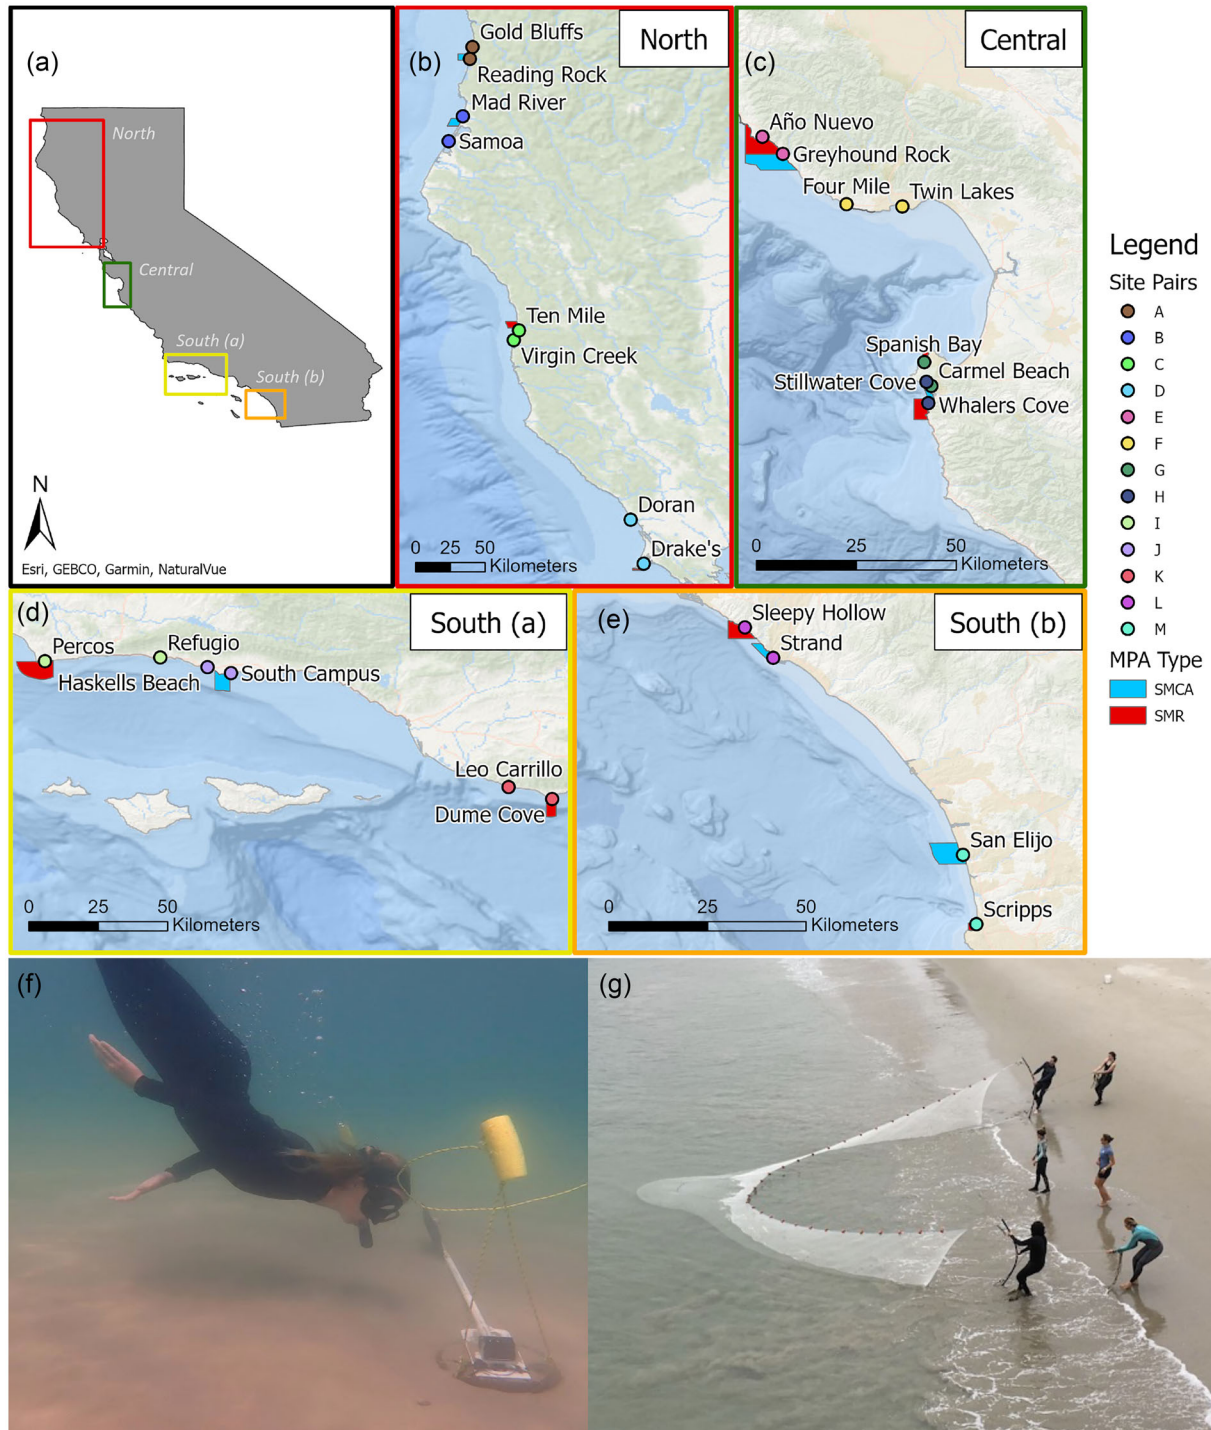 (a)
North
Central
South (a)
South (b)
N
Esri, GEBCO, Garmin, NaturalVue
(b)
North
Gold Bluffs
Reading Rock
Mad River
Samoa
Ten Mile
Virgin Creek
Doran
Drake's
0 25 50
Kilometers
(c)
Central
Año Nuevo
Greyhound Rock
Four Mile
Twin Lakes
Spanish Bay
Carmel Beach
Stillwater Cove
Whalers Cove
0 25 50
Kilometers
Legend
Site Pairs
A
B
C
D
E
F
G
H
I
J
K
L
M
MPA Type
SMCA
SMR
(d)
South (a)
Percos
Refugio
Haskells Beach
South Campus
Leo Carrillo
Dume Cove
0 25 50
Kilometers
(e)
South (b)
Sleepy Hollow
Strand
San Elijo
Scripps
0 25 50
Kilometers
(f)
(g)